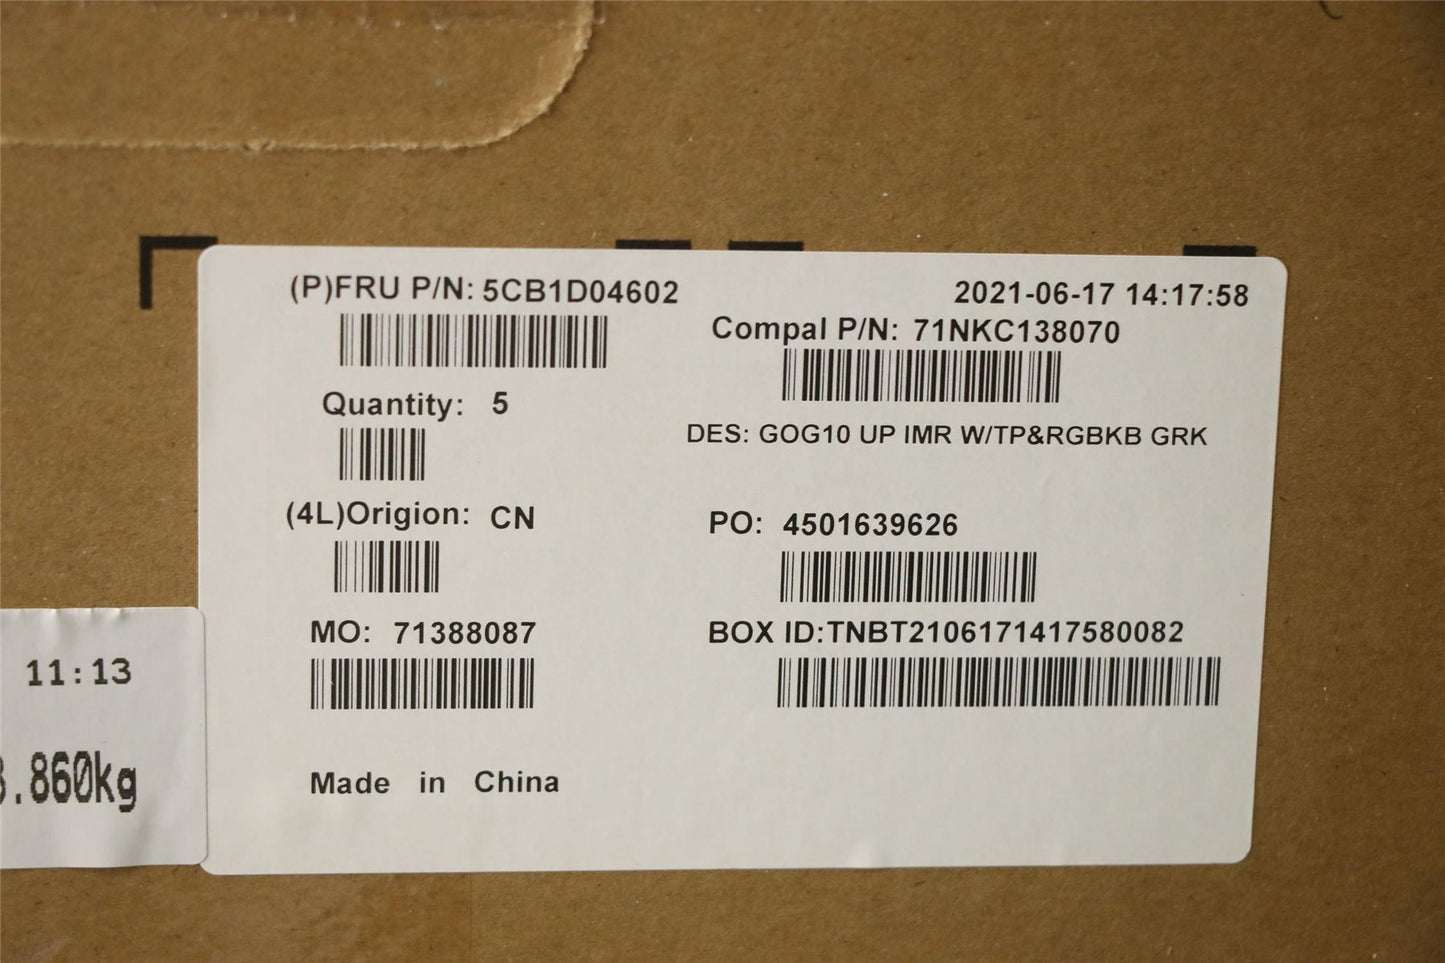 (P)FRU P/N: 5CB1D04602
2021-06-17 14:17:58
Compal P/N: 71NKC138070
Quantity: 5
DES: GOG10 UP IMR W/TP&RGBKB GRK
(4L)Origion: CN
PO: 4501639626
MO: 71388087
BOX ID:TNBT2106171417580082
Made in China
11:13
.860kg